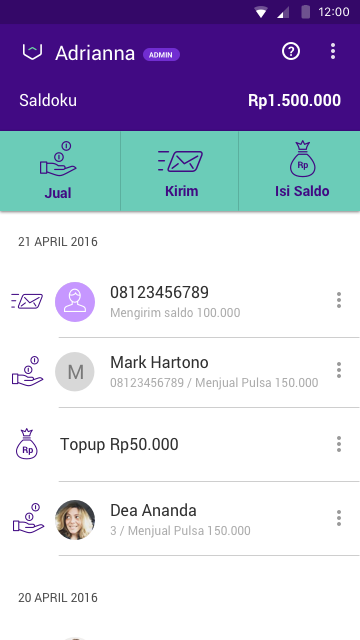 12:00
Adrianna ADMIN ?
Saldoku Rp1.500.000
Jual Kirim Rp Isi Saldo
21 APRIL 2016
08123456789
Mengirim saldo 100.000
M Mark Hartono
08123456789 / Menjual Pulsa 150.000
Rp Topup Rp50.000
Dea Ananda
3 / Menjual Pulsa 150.000
20 APRIL 2016